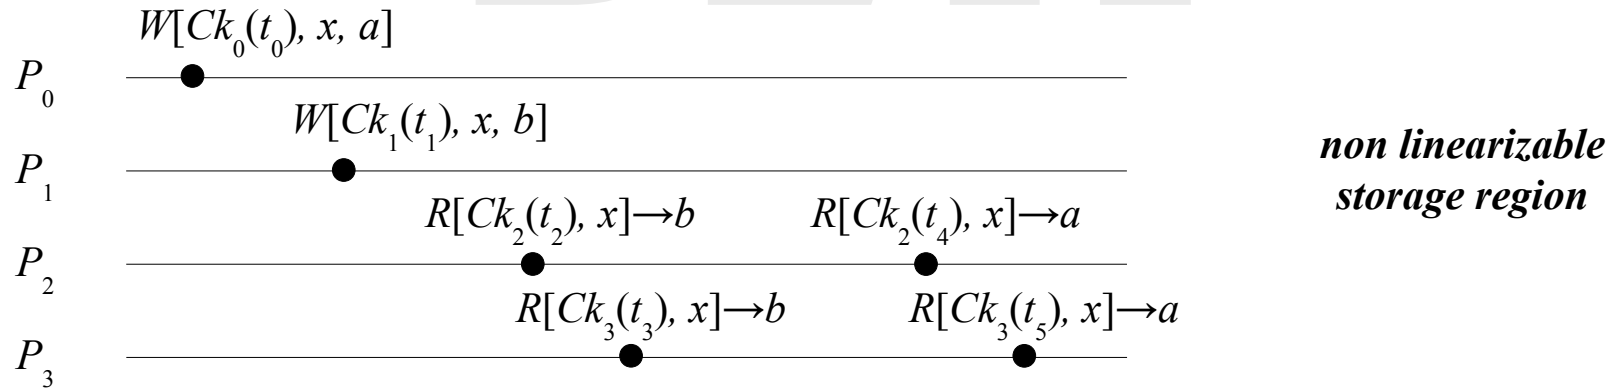 W[Ck₀(t₀), x, a]
P₀
W[Ck₁(t₁), x, b]
P₁
non linearizable
storage region
R[Ck₂(t₂), x]→b R[Ck₂(t₄), x]→a
P₂
R[Ck₃(t₃), x]→b R[Ck₃(t₅), x]→a
P₃